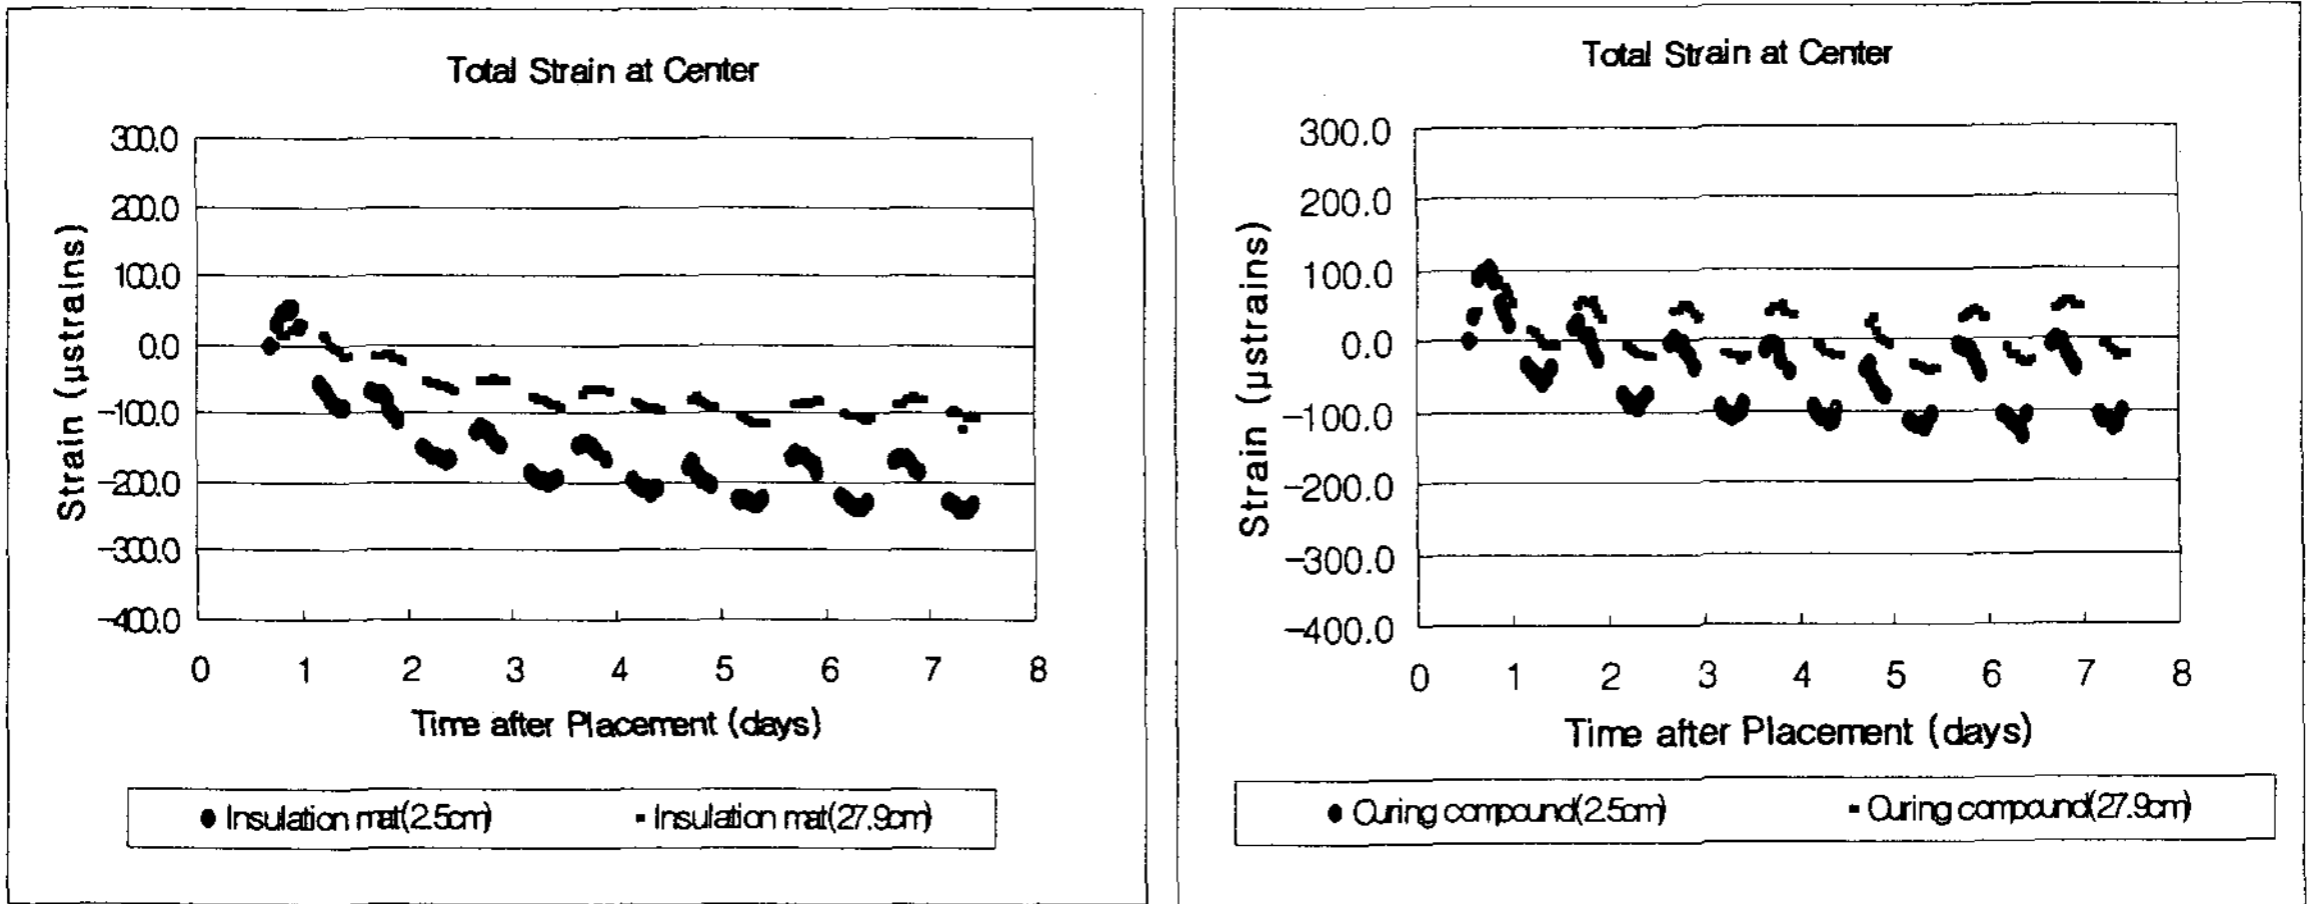 Total Strain at Center
300.0
200.0
100.0
0.0
-100.0
-200.0
-300.0
-400.0
Strain (μstrains)
0 1 2 3 4 5 6 7 8
Time after Placement (days)
Insulation mat(2.5cm) Insulation mat(27.9cm)
Total Strain at Center
300.0
200.0
100.0
0.0
-100.0
-200.0
-300.0
-400.0
Strain (μstrains)
0 1 2 3 4 5 6 7 8
Time after Placement (days)
Curing compound(2.5cm) Curing compound(27.9cm)